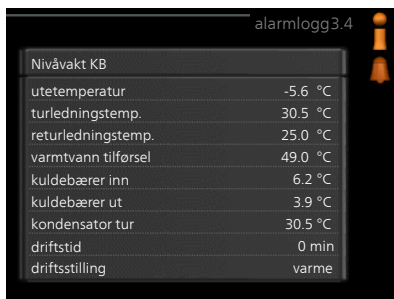 alarmlogg3.4
Nivåvakt KB
utetemperatur -5.6 °C
turledningstemp. 30.5 °C
returledningstemp. 25.0 °C
varmtvann tilførsel 49.0 °C
kuldebærer inn 6.2 °C
kuldebærer ut 3.9 °C
kondensator tur 30.5 °C
driftstid 0 min
driftsstilling varme